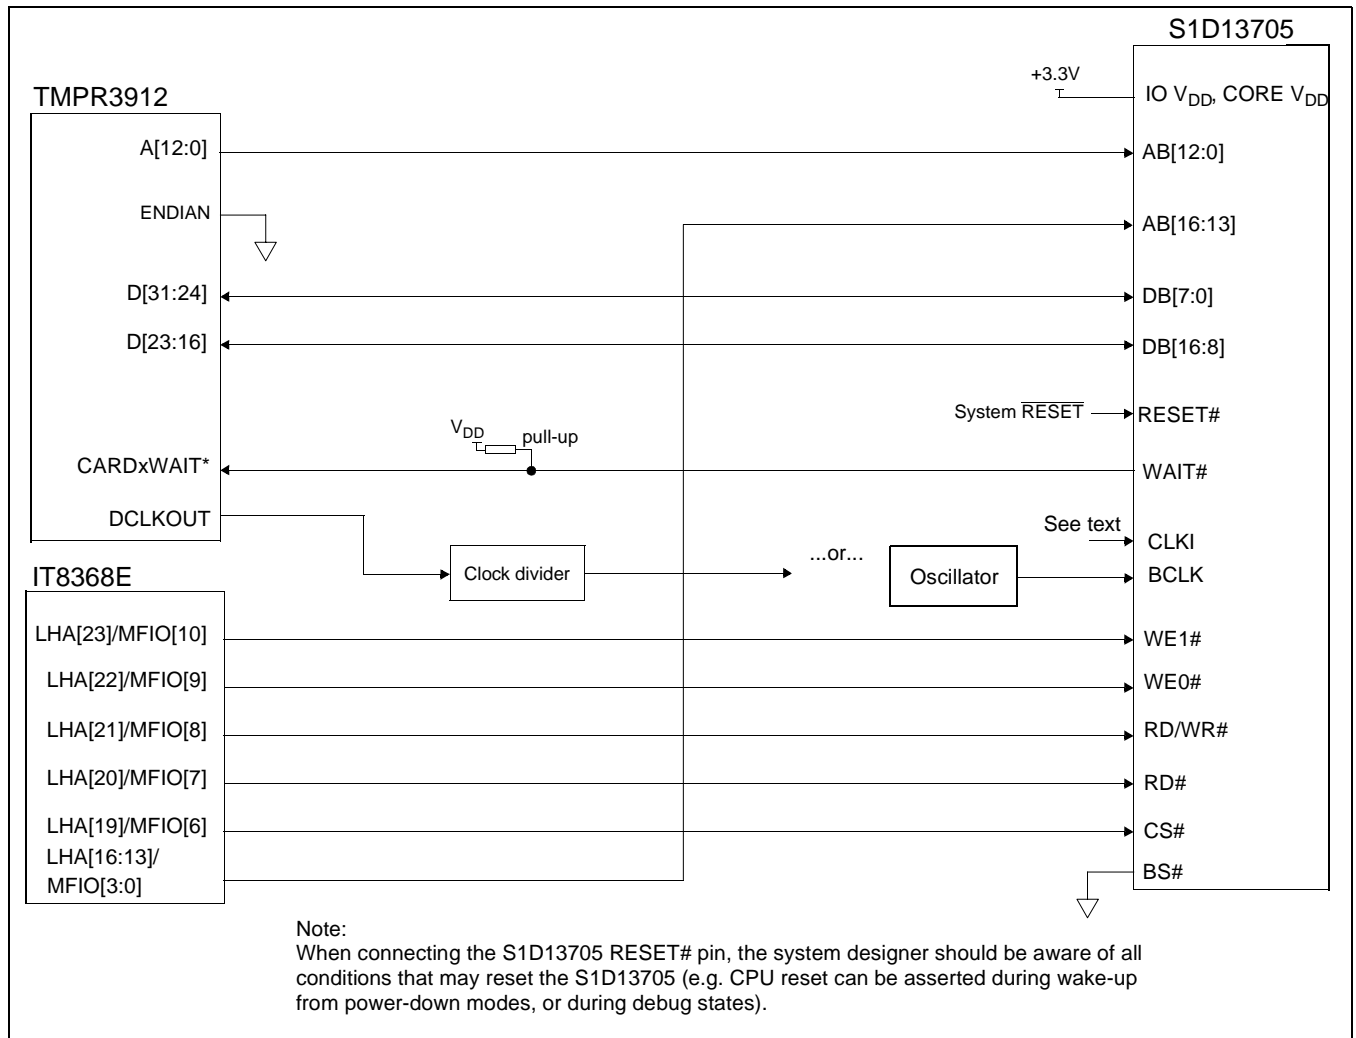 S1D13705
+3.3V
IO VDD, CORE VDD
TMPR3912
A[12:0]
AB[12:0]
ENDIAN
AB[16:13]
D[31:24]
DB[7:0]
D[23:16]
DB[16:8]
System RESET
RESET#
VDD
pull-up
CARDxWAIT*
WAIT#
DCLKOUT
See text
CLKI
...or...
Clock divider
Oscillator
BCLK
IT8368E
LHA[23]/MFIO[10]
WE1#
LHA[22]/MFIO[9]
WE0#
LHA[21]/MFIO[8]
RD/WR#
LHA[20]/MFIO[7]
RD#
LHA[19]/MFIO[6]
CS#
LHA[16:13]/
MFIO[3:0]
BS#
Note:
When connecting the S1D13705 RESET# pin, the system designer should be aware of all
conditions that may reset the S1D13705 (e.g. CPU reset can be asserted during wake-up
from power-down modes, or during debug states).